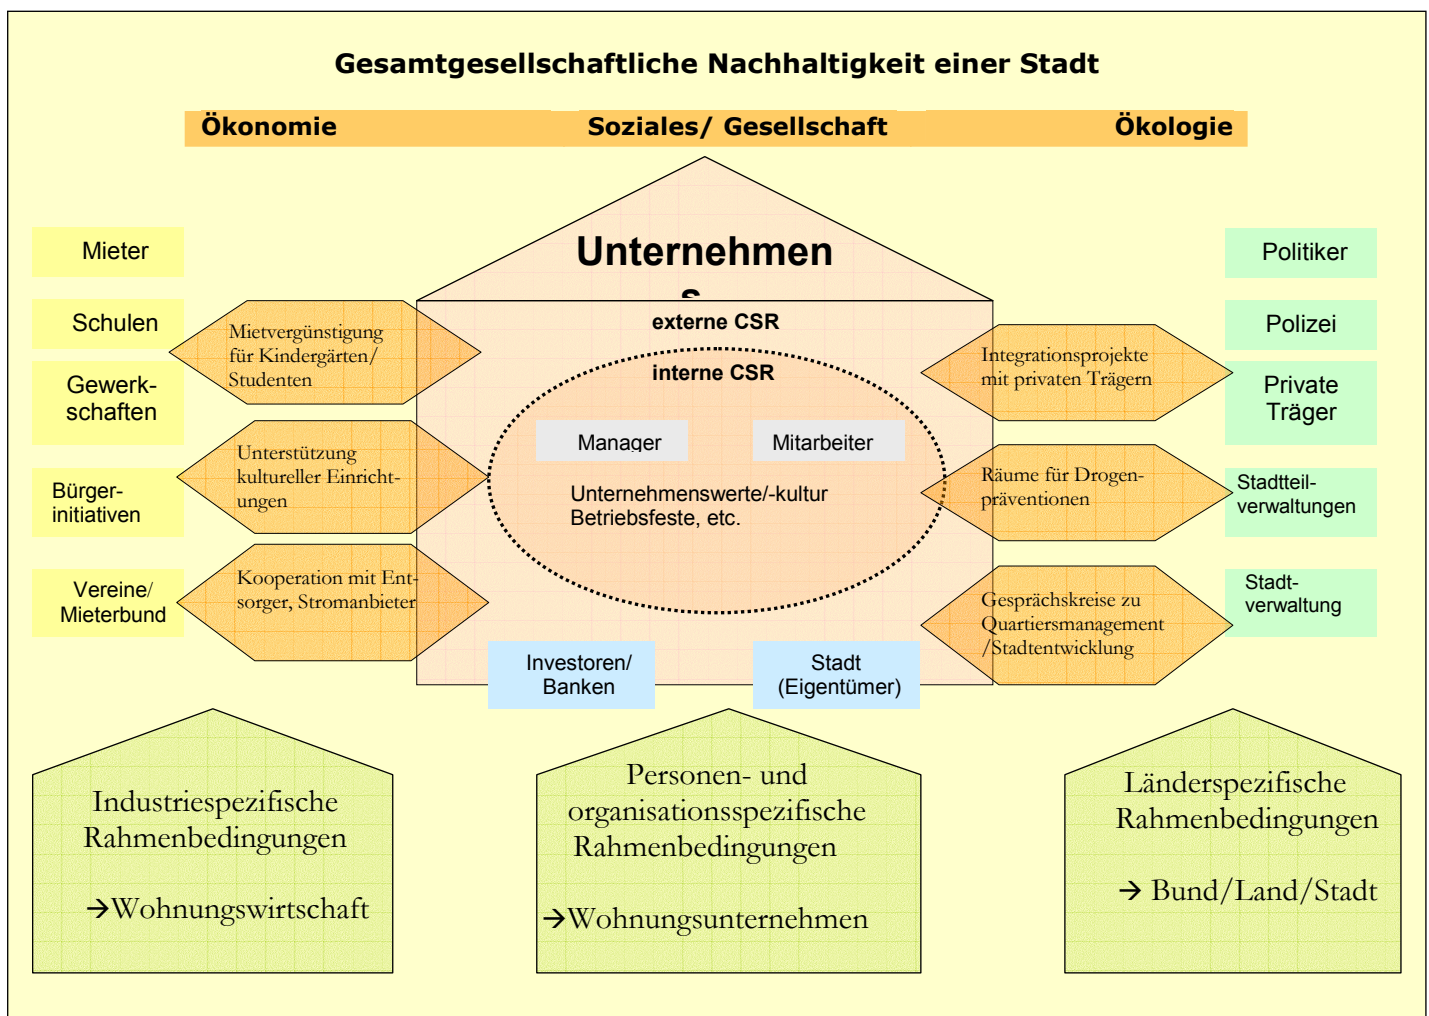 Gesamtgesellschaftliche Nachhaltigkeit einer Stadt
Ökonomie
Soziales/ Gesellschaft
Ökologie
Unternehmen
externe CSR
interne CSR
Manager
Mitarbeiter
Unternehmenswerte/-kultur
Betriebsfeste, etc.
Mieter
Schulen
Gewerk-
schaften
Bürger-
initiativen
Vereine/
Mieterbund
Mietvergünstigung
für Kindergärten/
Studenten
Unterstützung
kultureller Einricht-
ungen
Kooperation mit Ent-
sorger, Stromanbieter
Integrationsprojekte
mit privaten Trägern
Räume für Drogen-
präventionen
Gesprächskreise zu
Quartiersmanagement
/Stadtentwicklung
Politiker
Polizei
Private
Träger
Stadtteil-
verwaltungen
Stadt-
verwaltung
Investoren/
Banken
Stadt
(Eigentümer)
Industriespezifische
Rahmenbedingungen
→Wohnungswirtschaft
Personen- und
organisationsspezifische
Rahmenbedingungen
→Wohnungsunternehmen
Länderspezifische
Rahmenbedingungen
→ Bund/Land/Stadt